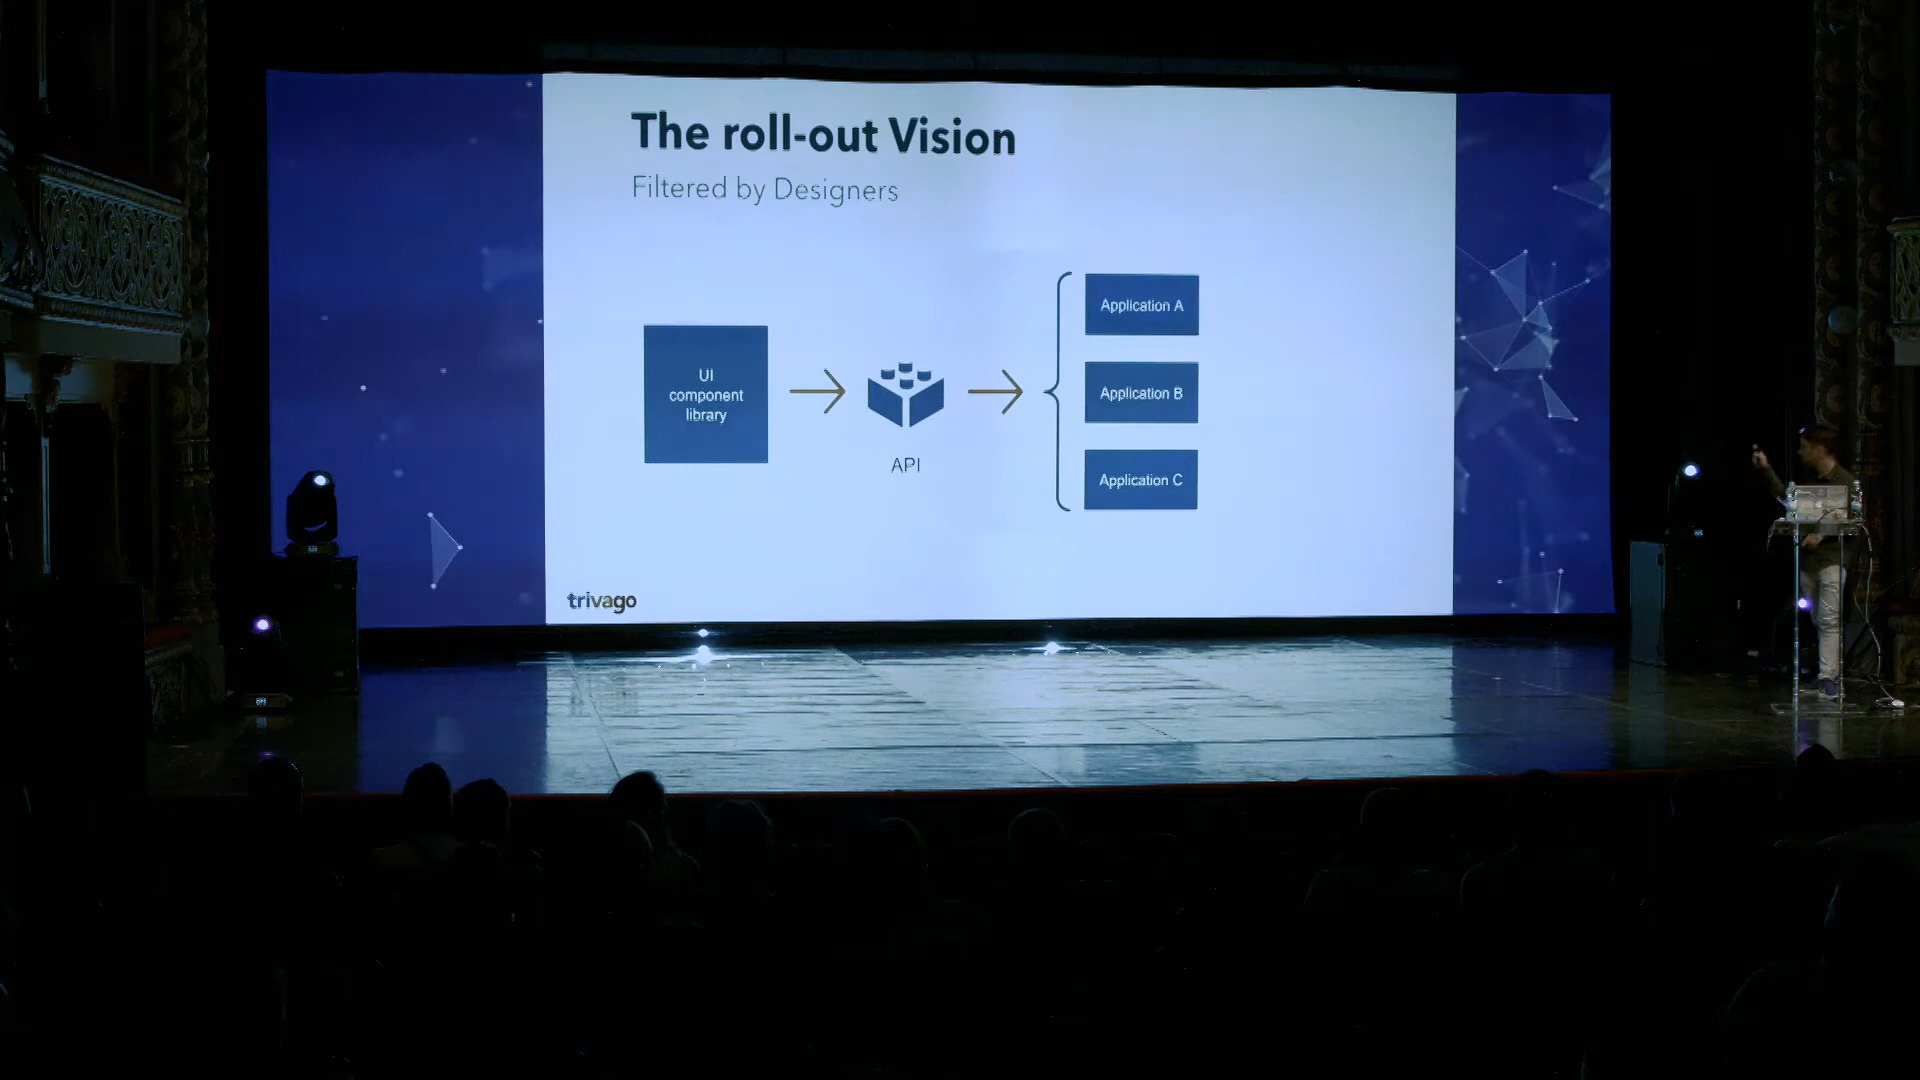 The roll-out Vision
Filtered by Designers
UI
component
library
API
Application A
Application B
Application C
trivago